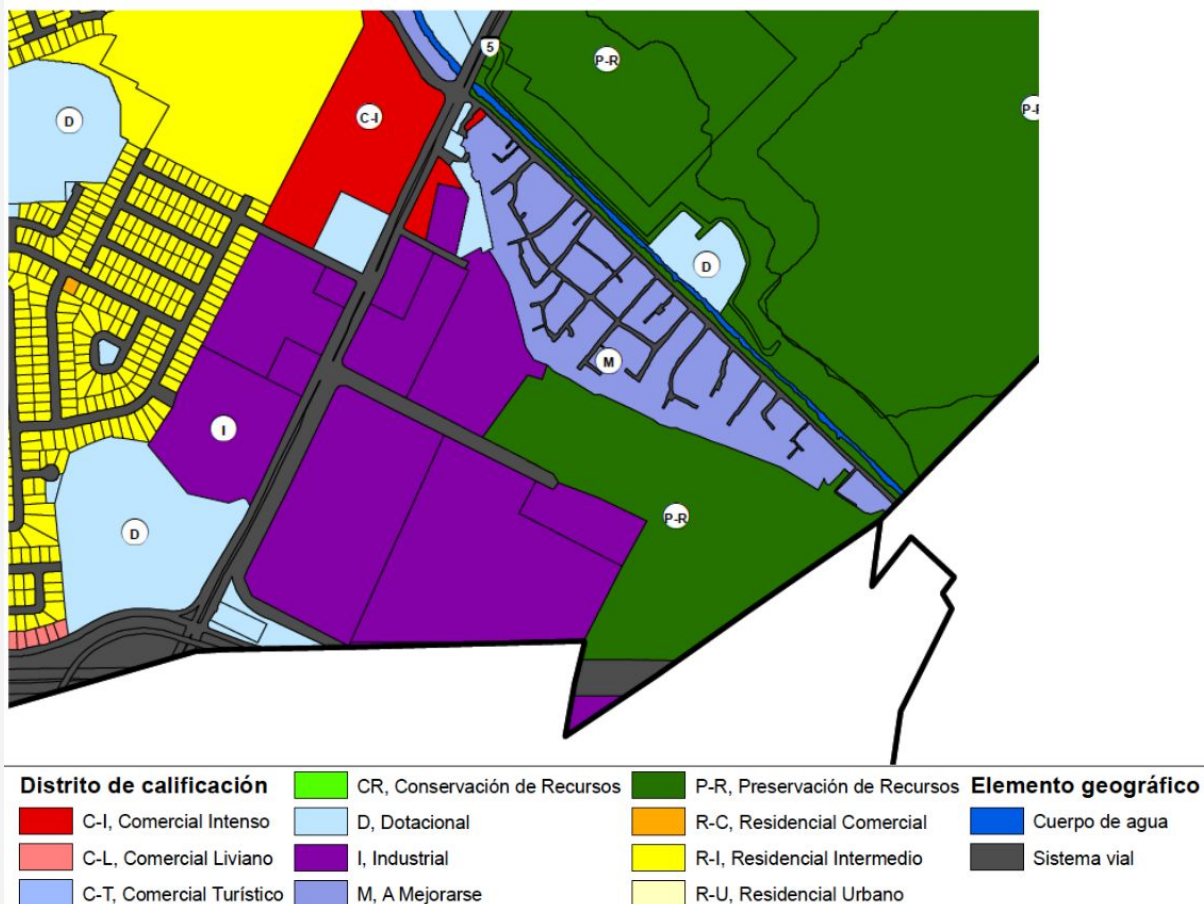 5
P-R
P-R
D
C-I
D
M
I
P-R
D
Distrito de calificación
C-I, Comercial Intenso
C-L, Comercial Liviano
C-T, Comercial Turístico
CR, Conservación de Recursos
D, Dotacional
I, Industrial
M, A Mejorarse
P-R, Preservación de Recursos
R-C, Residencial Comercial
R-I, Residencial Intermedio
R-U, Residencial Urbano
Elemento geográfico
Cuerpo de agua
Sistema vial